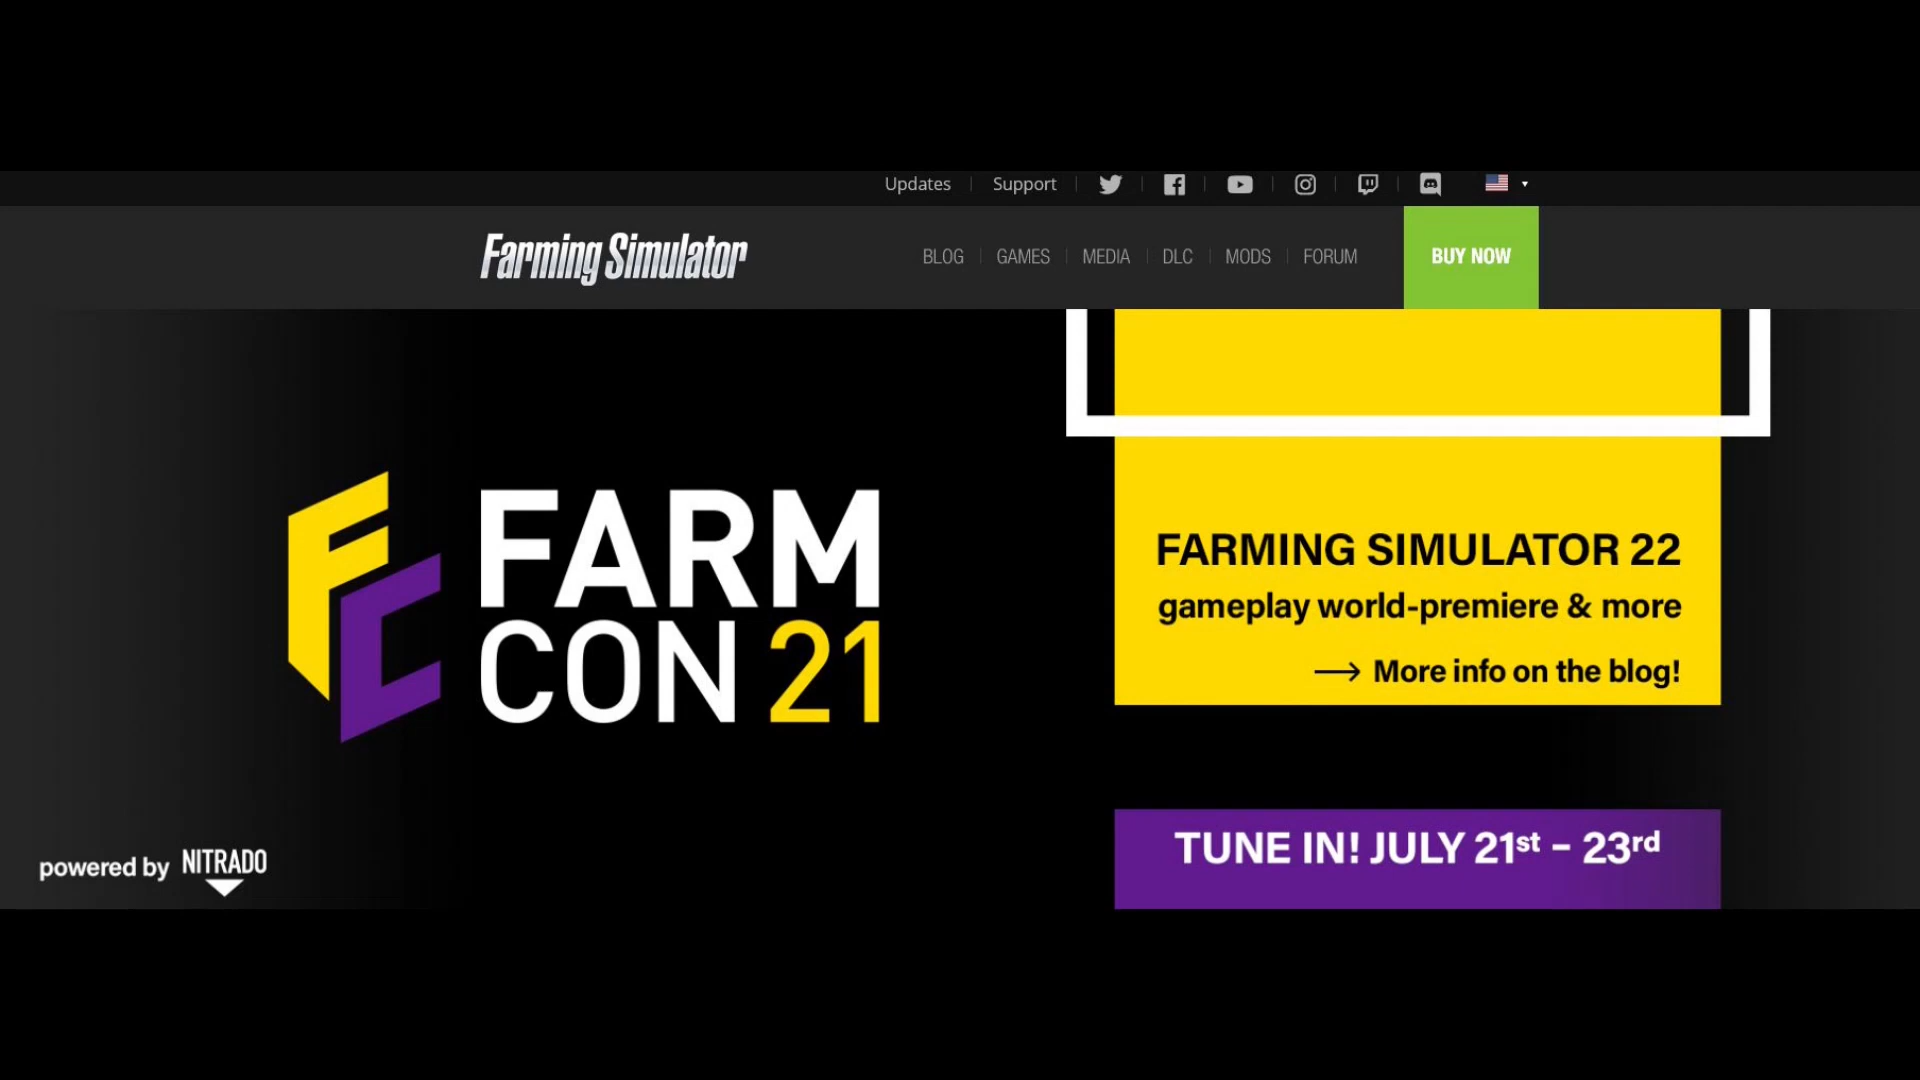 Updates Support
Farming Simulator
BLOG GAMES MEDIA DLC MODS FORUM BUY NOW
FARM
CON 21
FARMING SIMULATOR 22
gameplay world-premiere & more
→ More info on the blog!
TUNE IN! JULY 21st – 23rd
powered by NITRADO